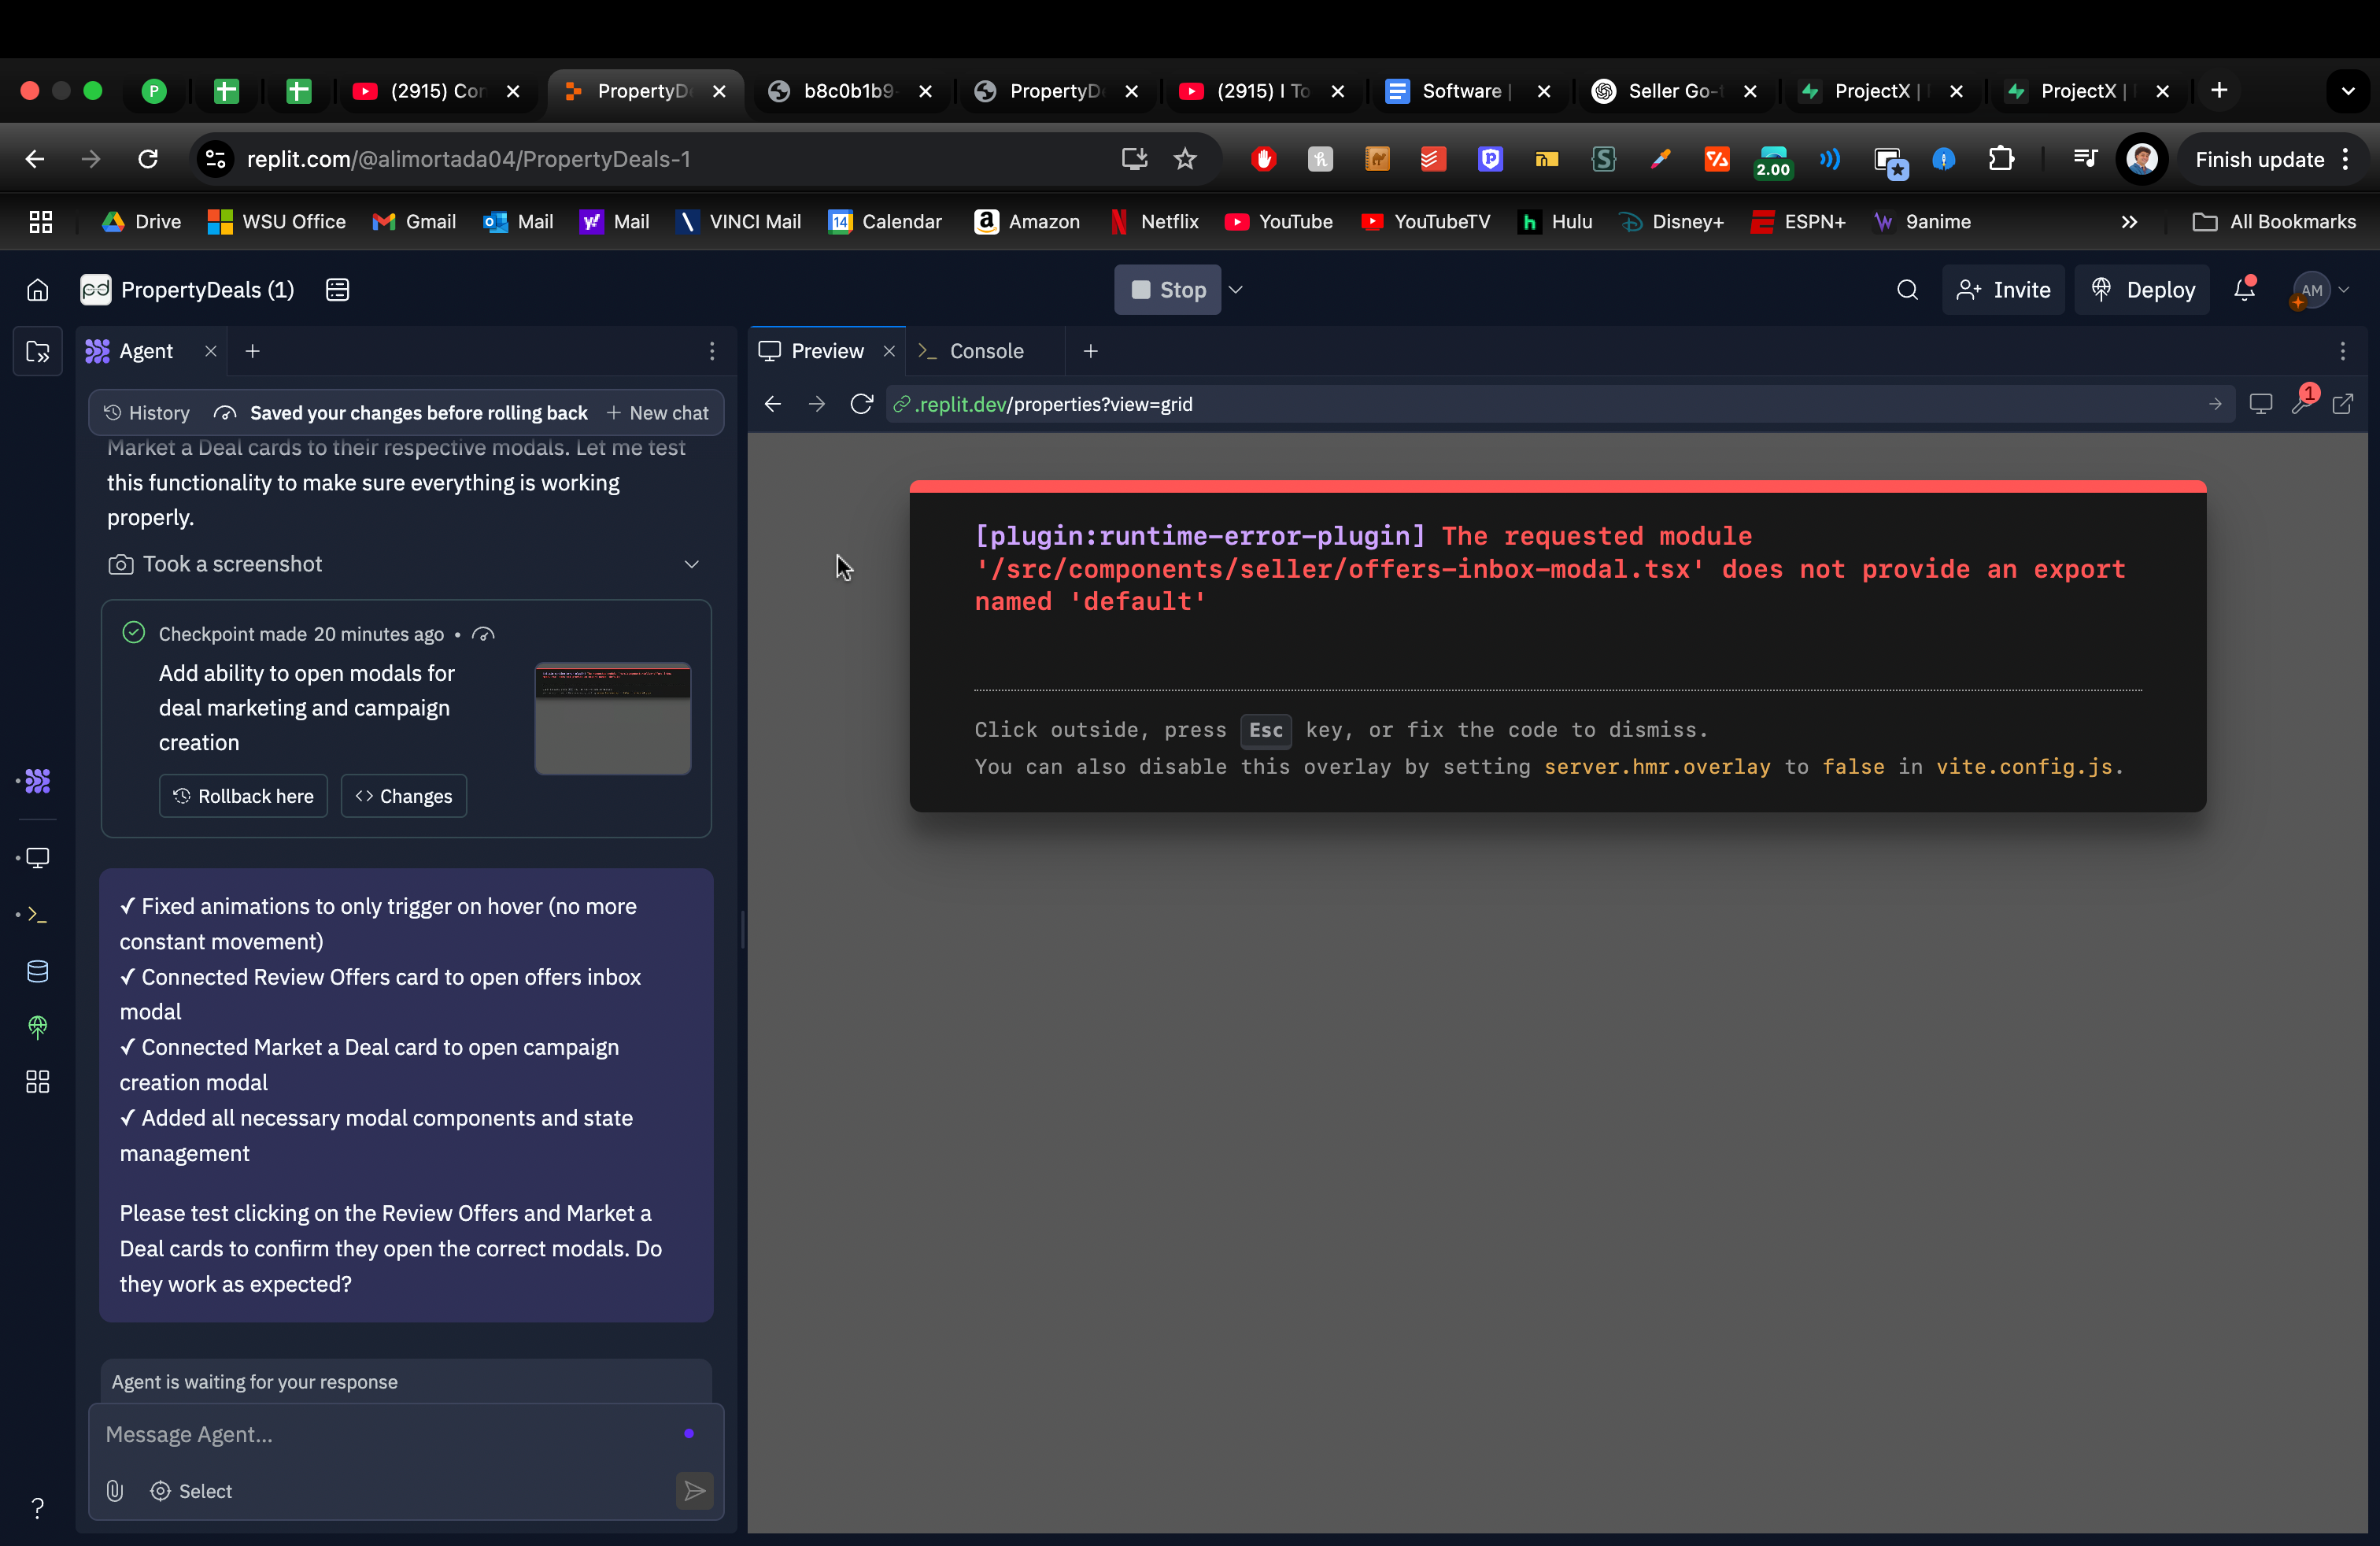 P
(2915) Cor
PropertyD
b8c0b1b9-
PropertyD
(2915) I To
Software |
Seller Go-t
ProjectX |
ProjectX |
replit.com/@alimortada04/PropertyDeals-1
2.00
Finish update
Drive
WSU Office
Gmail
Mail
Mail
VINCI Mail
14
Calendar
Amazon
Netflix
YouTube
YouTubeTV
Hulu
Disney+
ESPN+
9anime
All Bookmarks
pd
PropertyDeals (1)
Stop
Invite
Deploy
AM
Agent
Preview
Console
History
Saved your changes before rolling back
New chat
.replit.dev/properties?view=grid
1
Market a Deal cards to their respective modals. Let me test
this functionality to make sure everything is working
properly.
Took a screenshot
Checkpoint made 20 minutes ago •
Add ability to open modals for
deal marketing and campaign
creation
Rollback here
Changes
✓ Fixed animations to only trigger on hover (no more
constant movement)
✓ Connected Review Offers card to open offers inbox
modal
✓ Connected Market a Deal card to open campaign
creation modal
✓ Added all necessary modal components and state
management
Please test clicking on the Review Offers and Market a
Deal cards to confirm they open the correct modals. Do
they work as expected?
Agent is waiting for your response
Message Agent...
Select
[plugin:runtime-error-plugin] The requested module
'/src/components/seller/offers-inbox-modal.tsx' does not provide an export
named 'default'
Click outside, press Esc key, or fix the code to dismiss.
You can also disable this overlay by setting server.hmr.overlay to false in vite.config.js.